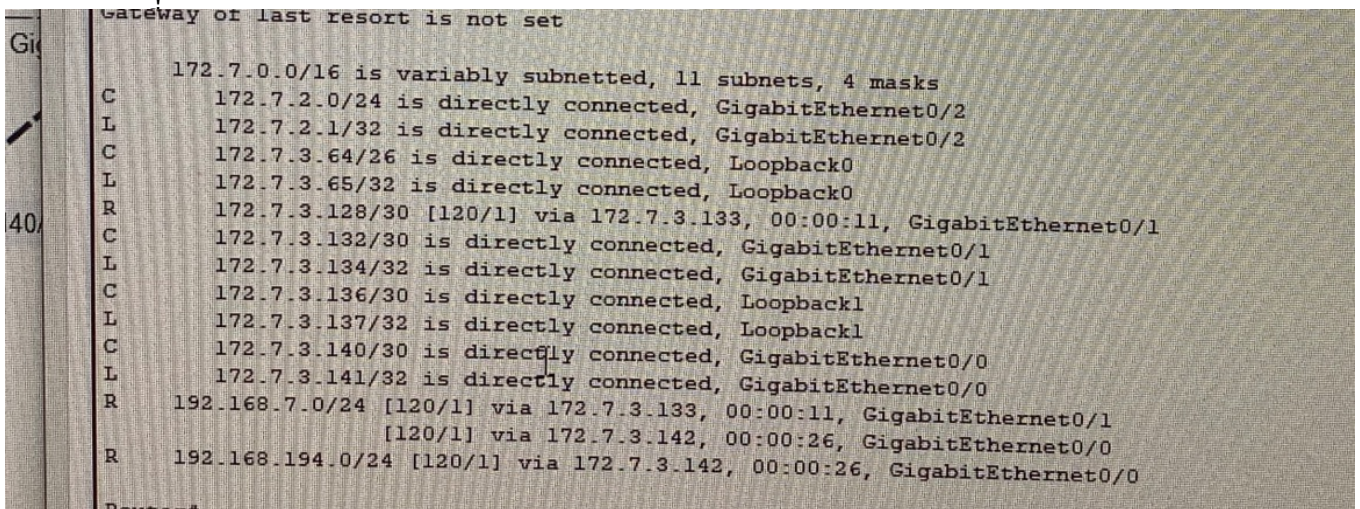 Gateway of last resort is not set
Gi
172.7.0.0/16 is variably subnetted, 11 subnets, 4 masks
C 172.7.2.0/24 is directly connected, GigabitEthernet0/2
L 172.7.2.1/32 is directly connected, GigabitEthernet0/2
C 172.7.3.64/26 is directly connected, Loopback0
L 172.7.3.65/32 is directly connected, Loopback0
R 172.7.3.128/30 [120/1] via 172.7.3.133, 00:00:11, GigabitEthernet0/1
40/
C 172.7.3.132/30 is directly connected, GigabitEthernet0/1
L 172.7.3.134/32 is directly connected, GigabitEthernet0/1
C 172.7.3.136/30 is directly connected, Loopback1
L 172.7.3.137/32 is directly connected, Loopback1
C 172.7.3.140/30 is directly connected, GigabitEthernet0/0
L 172.7.3.141/32 is directly connected, GigabitEthernet0/0
R 192.168.7.0/24 [120/1] via 172.7.3.133, 00:00:11, GigabitEthernet0/1
[120/1] via 172.7.3.142, 00:00:26, GigabitEthernet0/0
R 192.168.194.0/24 [120/1] via 172.7.3.142, 00:00:26, GigabitEthernet0/0